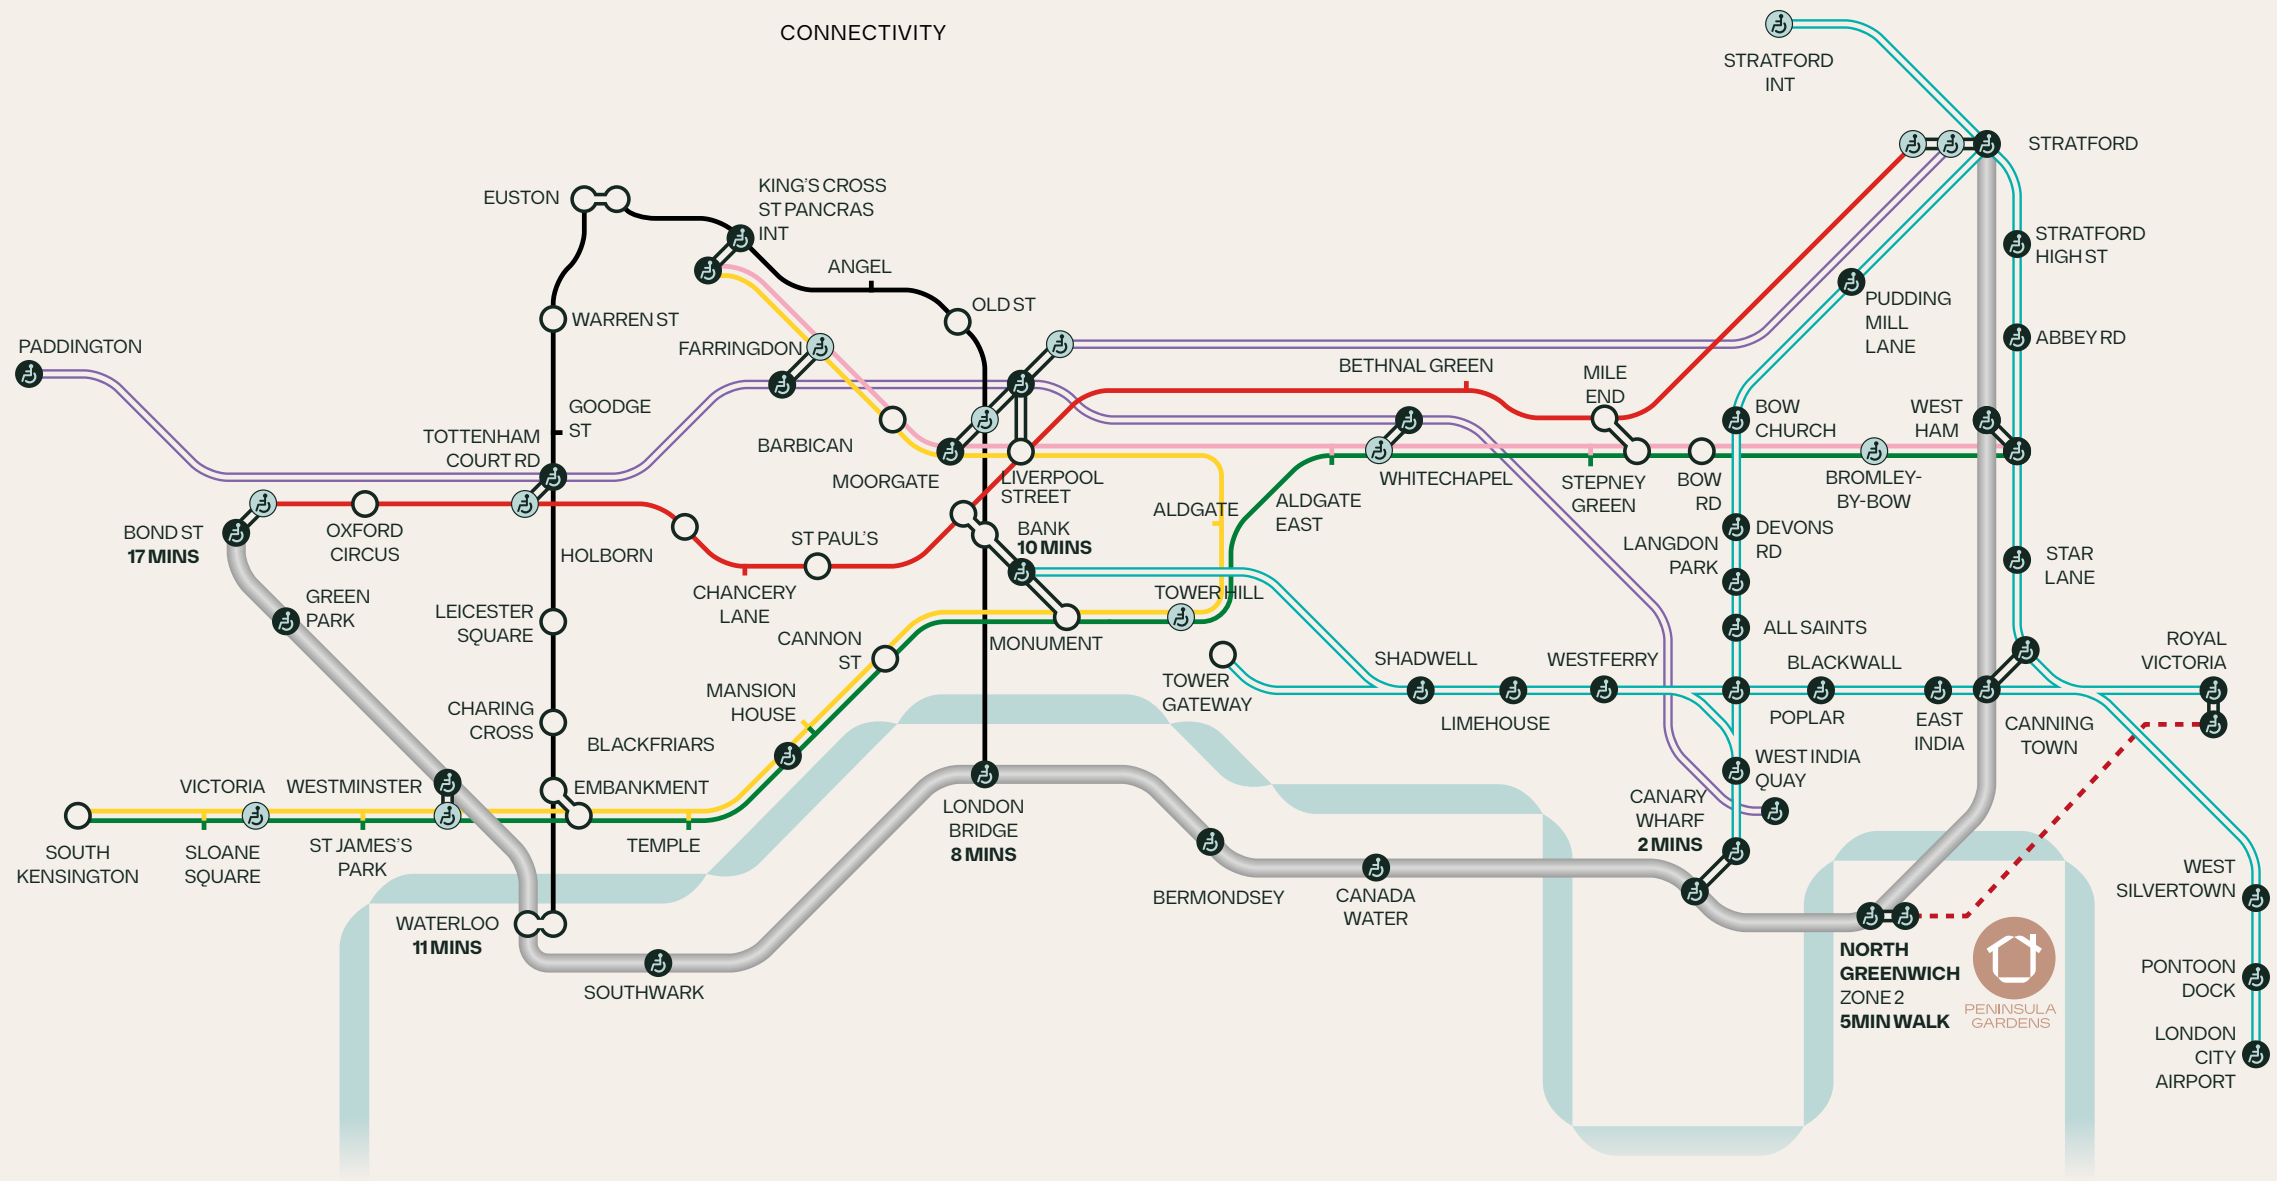 CONNECTIVITY
STRATFORD
INT
STRATFORD
EUSTON
KING'S CROSS
ST PANCRAS
INT
ANGEL
OLD ST
STRATFORD
HIGH ST
PUDDING
MILL
LANE
WARREN ST
FARRINGDON
PADDINGTON
ABBEY RD
BETHNAL GREEN
MILE
END
GOODGE
ST
TOTTENHAM
COURT RD
BARBICAN
MOORGATE
LIVERPOOL
STREET
WHITECHAPEL
STEPNEY
GREEN
BOW
RD
BOW
CHURCH
BROMLEY-
BY-BOW
WEST
HAM
BOND ST
17 MINS
OXFORD
CIRCUS
HOLBORN
ST PAUL'S
CHANCERY
LANE
BANK
10 MINS
ALDGATE
ALDGATE
EAST
LANGDON
PARK
DEVONS
RD
STAR
LANE
GREEN
PARK
LEICESTER
SQUARE
CANNON
ST
MONUMENT
TOWER HILL
ALL SAINTS
TOWER
GATEWAY
SHADWELL
LIMEHOUSE
WESTFERRY
BLACKWALL
POPLAR
EAST
INDIA
CANNING
TOWN
ROYAL
VICTORIA
CHARING
CROSS
MANSION
HOUSE
BLACKFRIARS
WEST INDIA
QUAY
VICTORIA
WESTMINSTER
EMBANKMENT
SOUTH
KENSINGTON
SLOANE
SQUARE
ST JAMES'S
PARK
TEMPLE
LONDON
BRIDGE
8 MINS
CANARY
WHARF
2 MINS
BERMONDSEY
CANADA
WATER
WEST
SILVERTOWN
WATERLOO
11 MINS
SOUTHWARK
NORTH
GREENWICH
ZONE 2
5 MIN WALK
PENINSULA
GARDENS
PONTOON
DOCK
LONDON
CITY
AIRPORT